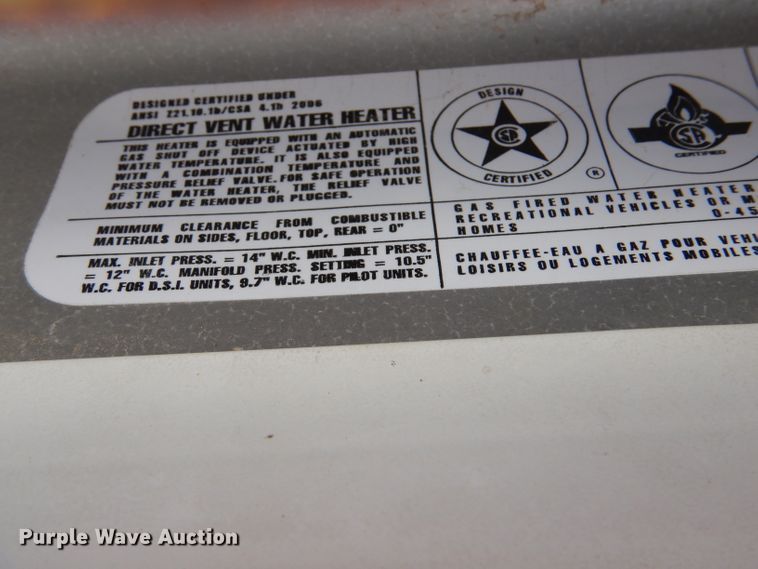 DESIGNED CERTIFIED UNDER
ANSI Z21.10.1b/CSA 4.1b 2006
DIRECT VENT WATER HEATER
THIS HEATER IS EQUIPPED WITH AN AUTOMATIC
GAS SHUT OFF DEVICE ACTUATED BY HIGH
WATER TEMPERATURE. IT IS ALSO EQUIPPED
WITH A COMBINATION TEMPERATURE AND
PRESSURE RELIEF VALVE. FOR SAFE OPERATION
OF THE WATER HEATER, THE RELIEF VALVE
MUST NOT BE REMOVED OR PLUGGED.
MINIMUM CLEARANCE FROM COMBUSTIBLE
MATERIALS ON SIDES, FLOOR, TOP, REAR = 0"
MAX. INLET PRESS. = 14" W.C. MIN. INLET PRESS.
= 12" W.C. MANIFOLD PRESS. SETTING = 10.5"
W.C. FOR D.S.I. UNITS, 9.7" W.C. FOR PILOT UNITS.
DESIGN
CERTIFIED
®
CERTIFIED
GAS FIRED WATER HEATER
RECREATIONAL VEHICLES OR M
HOMES 0-45
CHAUFFEE-EAU A GAZ POUR VEHI
LOISIRS OU LOGEMENTS MOBILES
Purple Wave Auction